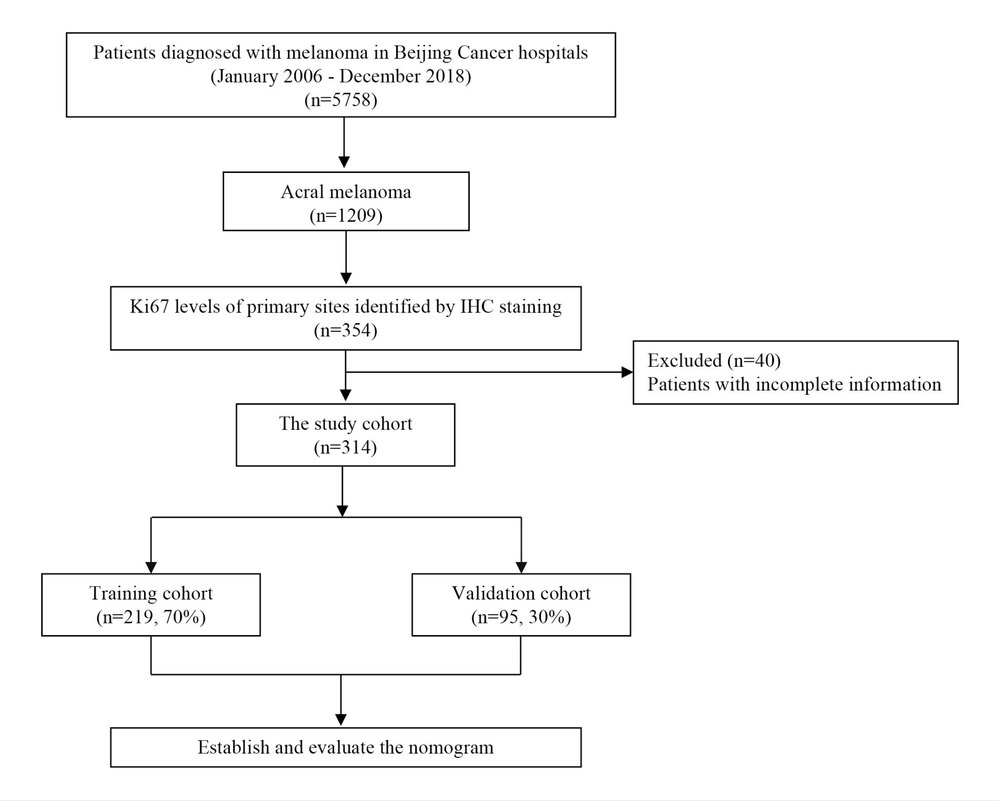 Patients diagnosed with melanoma in Beijing Cancer hospitals
(January 2006 - December 2018)
(n=5758)
Acral melanoma
(n=1209)
Ki67 levels of primary sites identified by IHC staining
(n=354)
Excluded (n=40)
Patients with incomplete information
The study cohort
(n=314)
Training cohort
(n=219, 70%)
Validation cohort
(n=95, 30%)
Establish and evaluate the nomogram